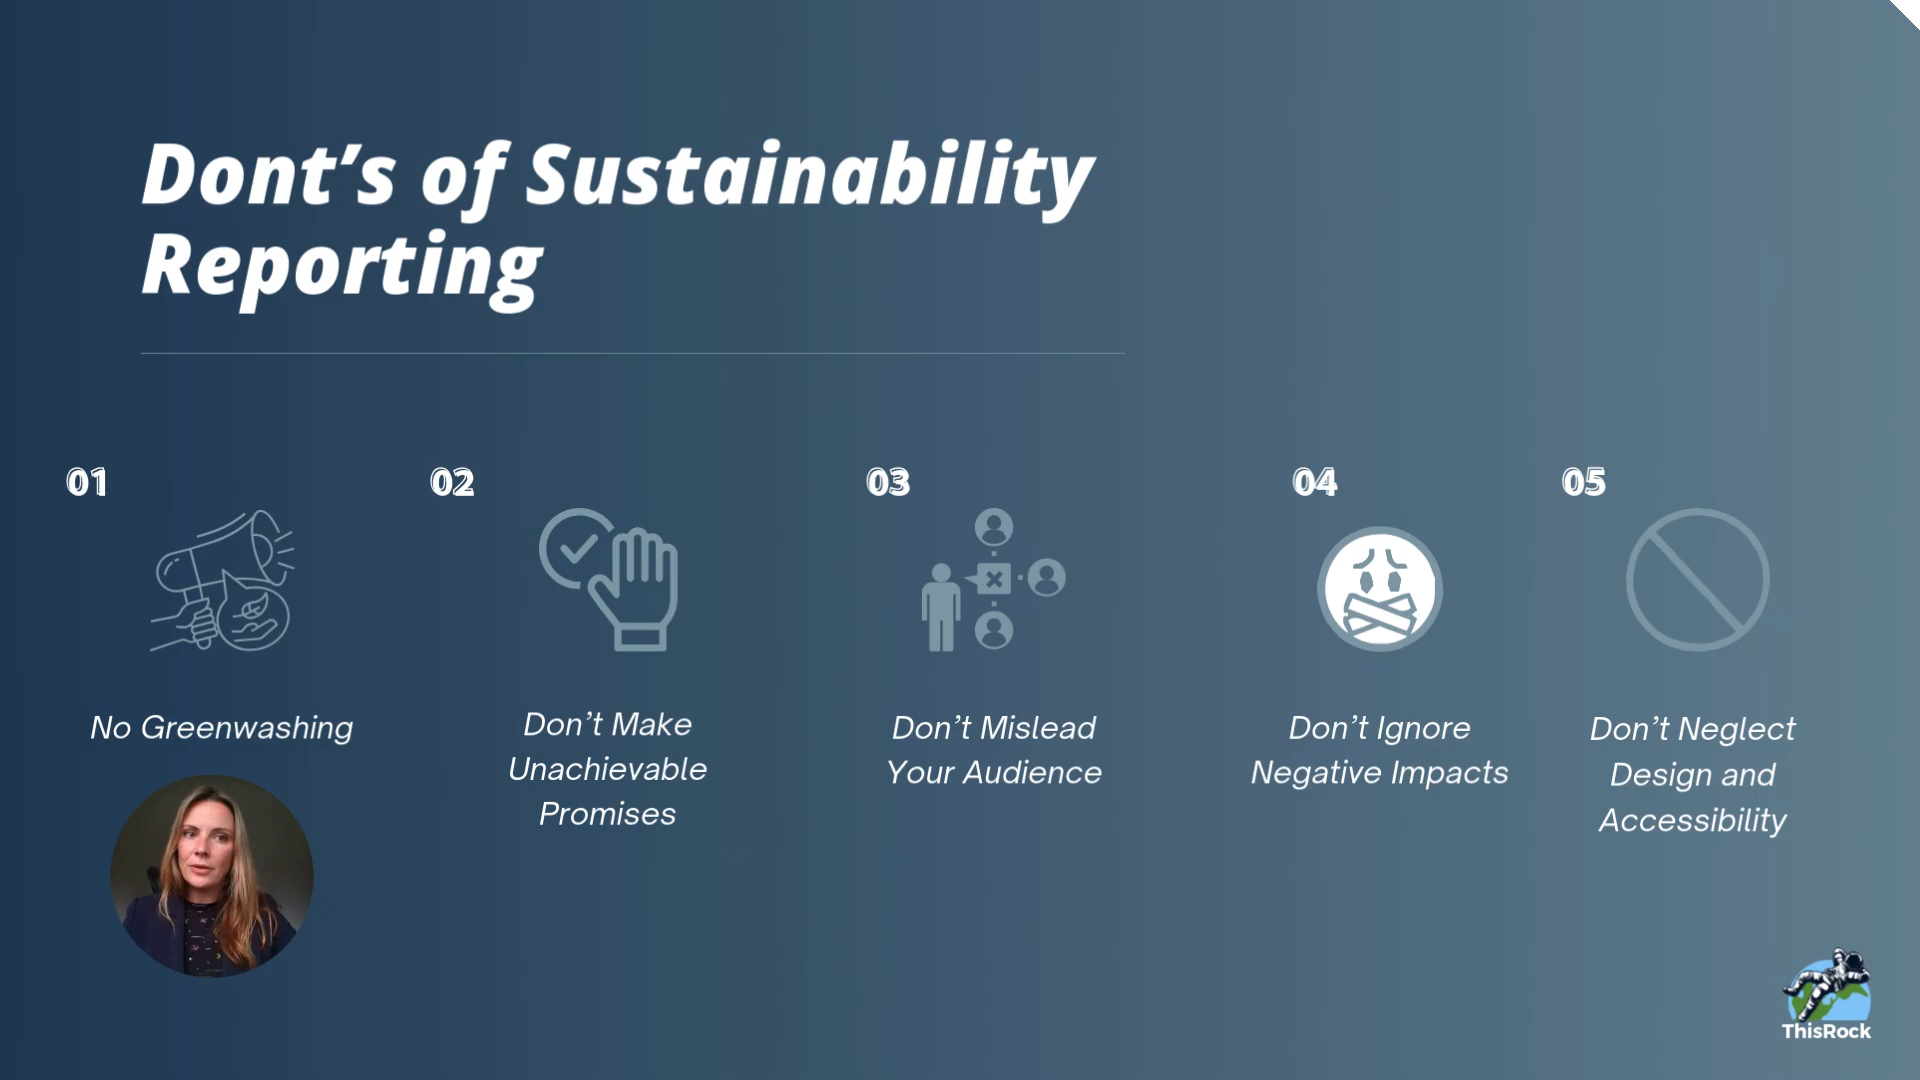 Dont’s of Sustainability
Reporting
01
No Greenwashing
02
Don’t Make
Unachievable
Promises
03
Don’t Mislead
Your Audience
04
Don’t Ignore
Negative Impacts
05
Don’t Neglect
Design and
Accessibility
ThisRock